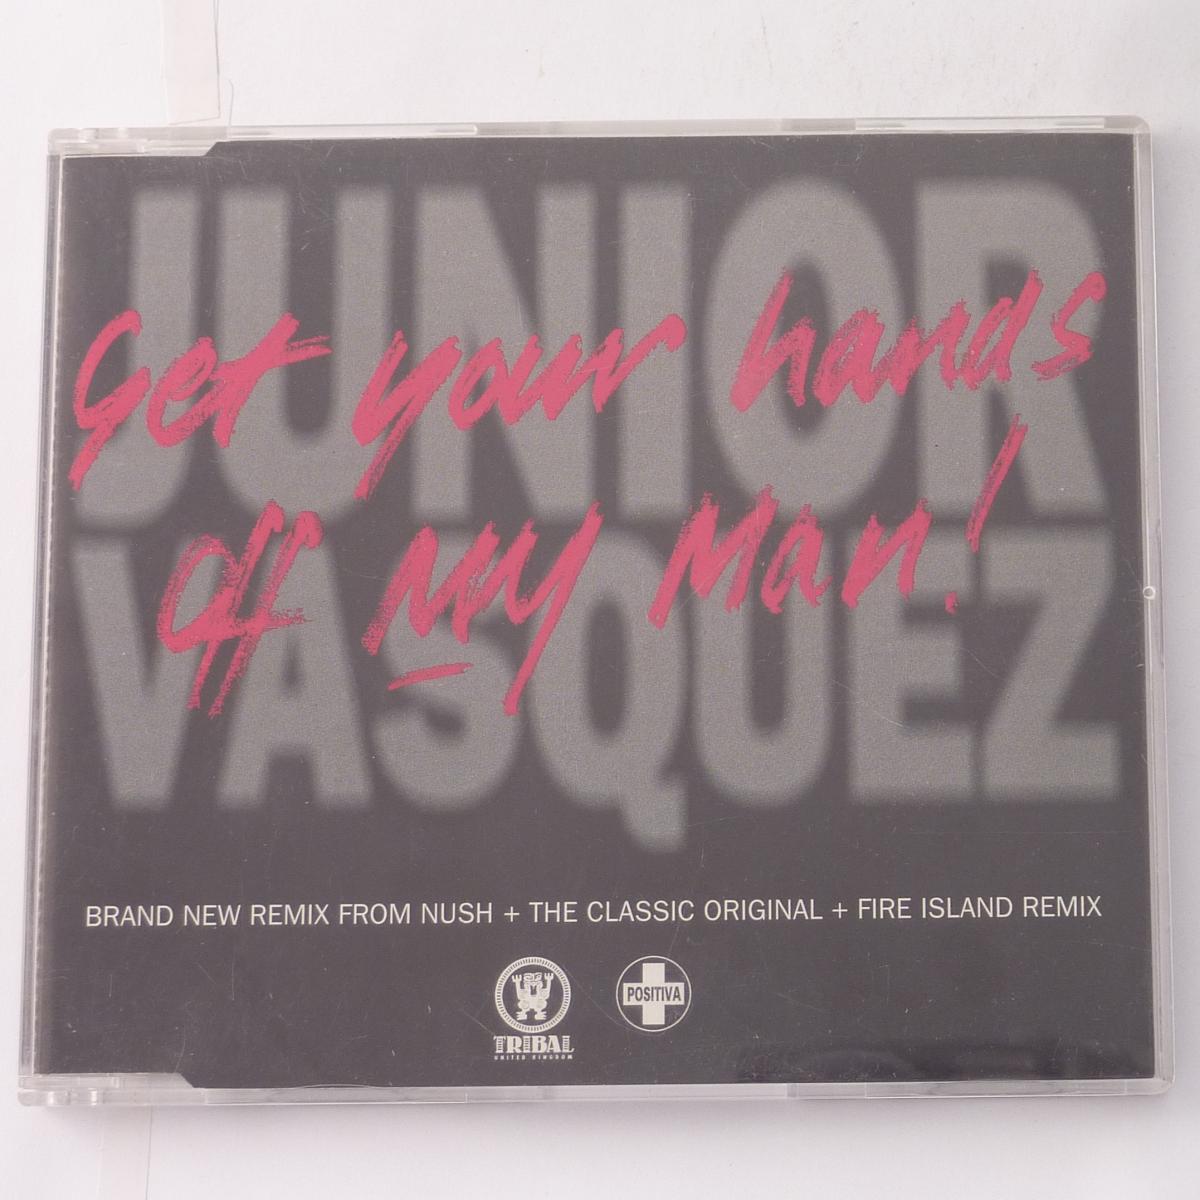 JUNIOR
VASQUEZ
Get your hands
off My Man!
BRAND NEW REMIX FROM NUSH + THE CLASSIC ORIGINAL + FIRE ISLAND REMIX
TRIBAL
UNITED KINGDOM
POSITIVA